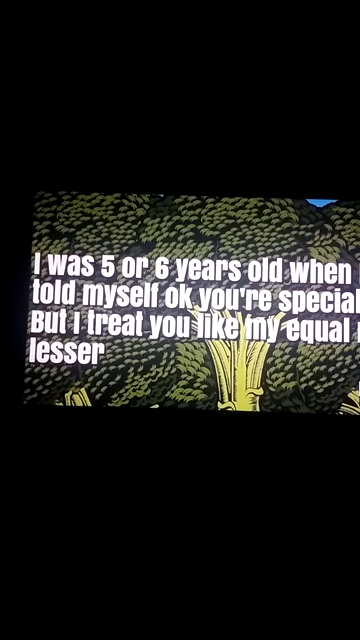 I was 5 or 6 years old when
told myself ok you're special
But I treat you like my equal
lesser